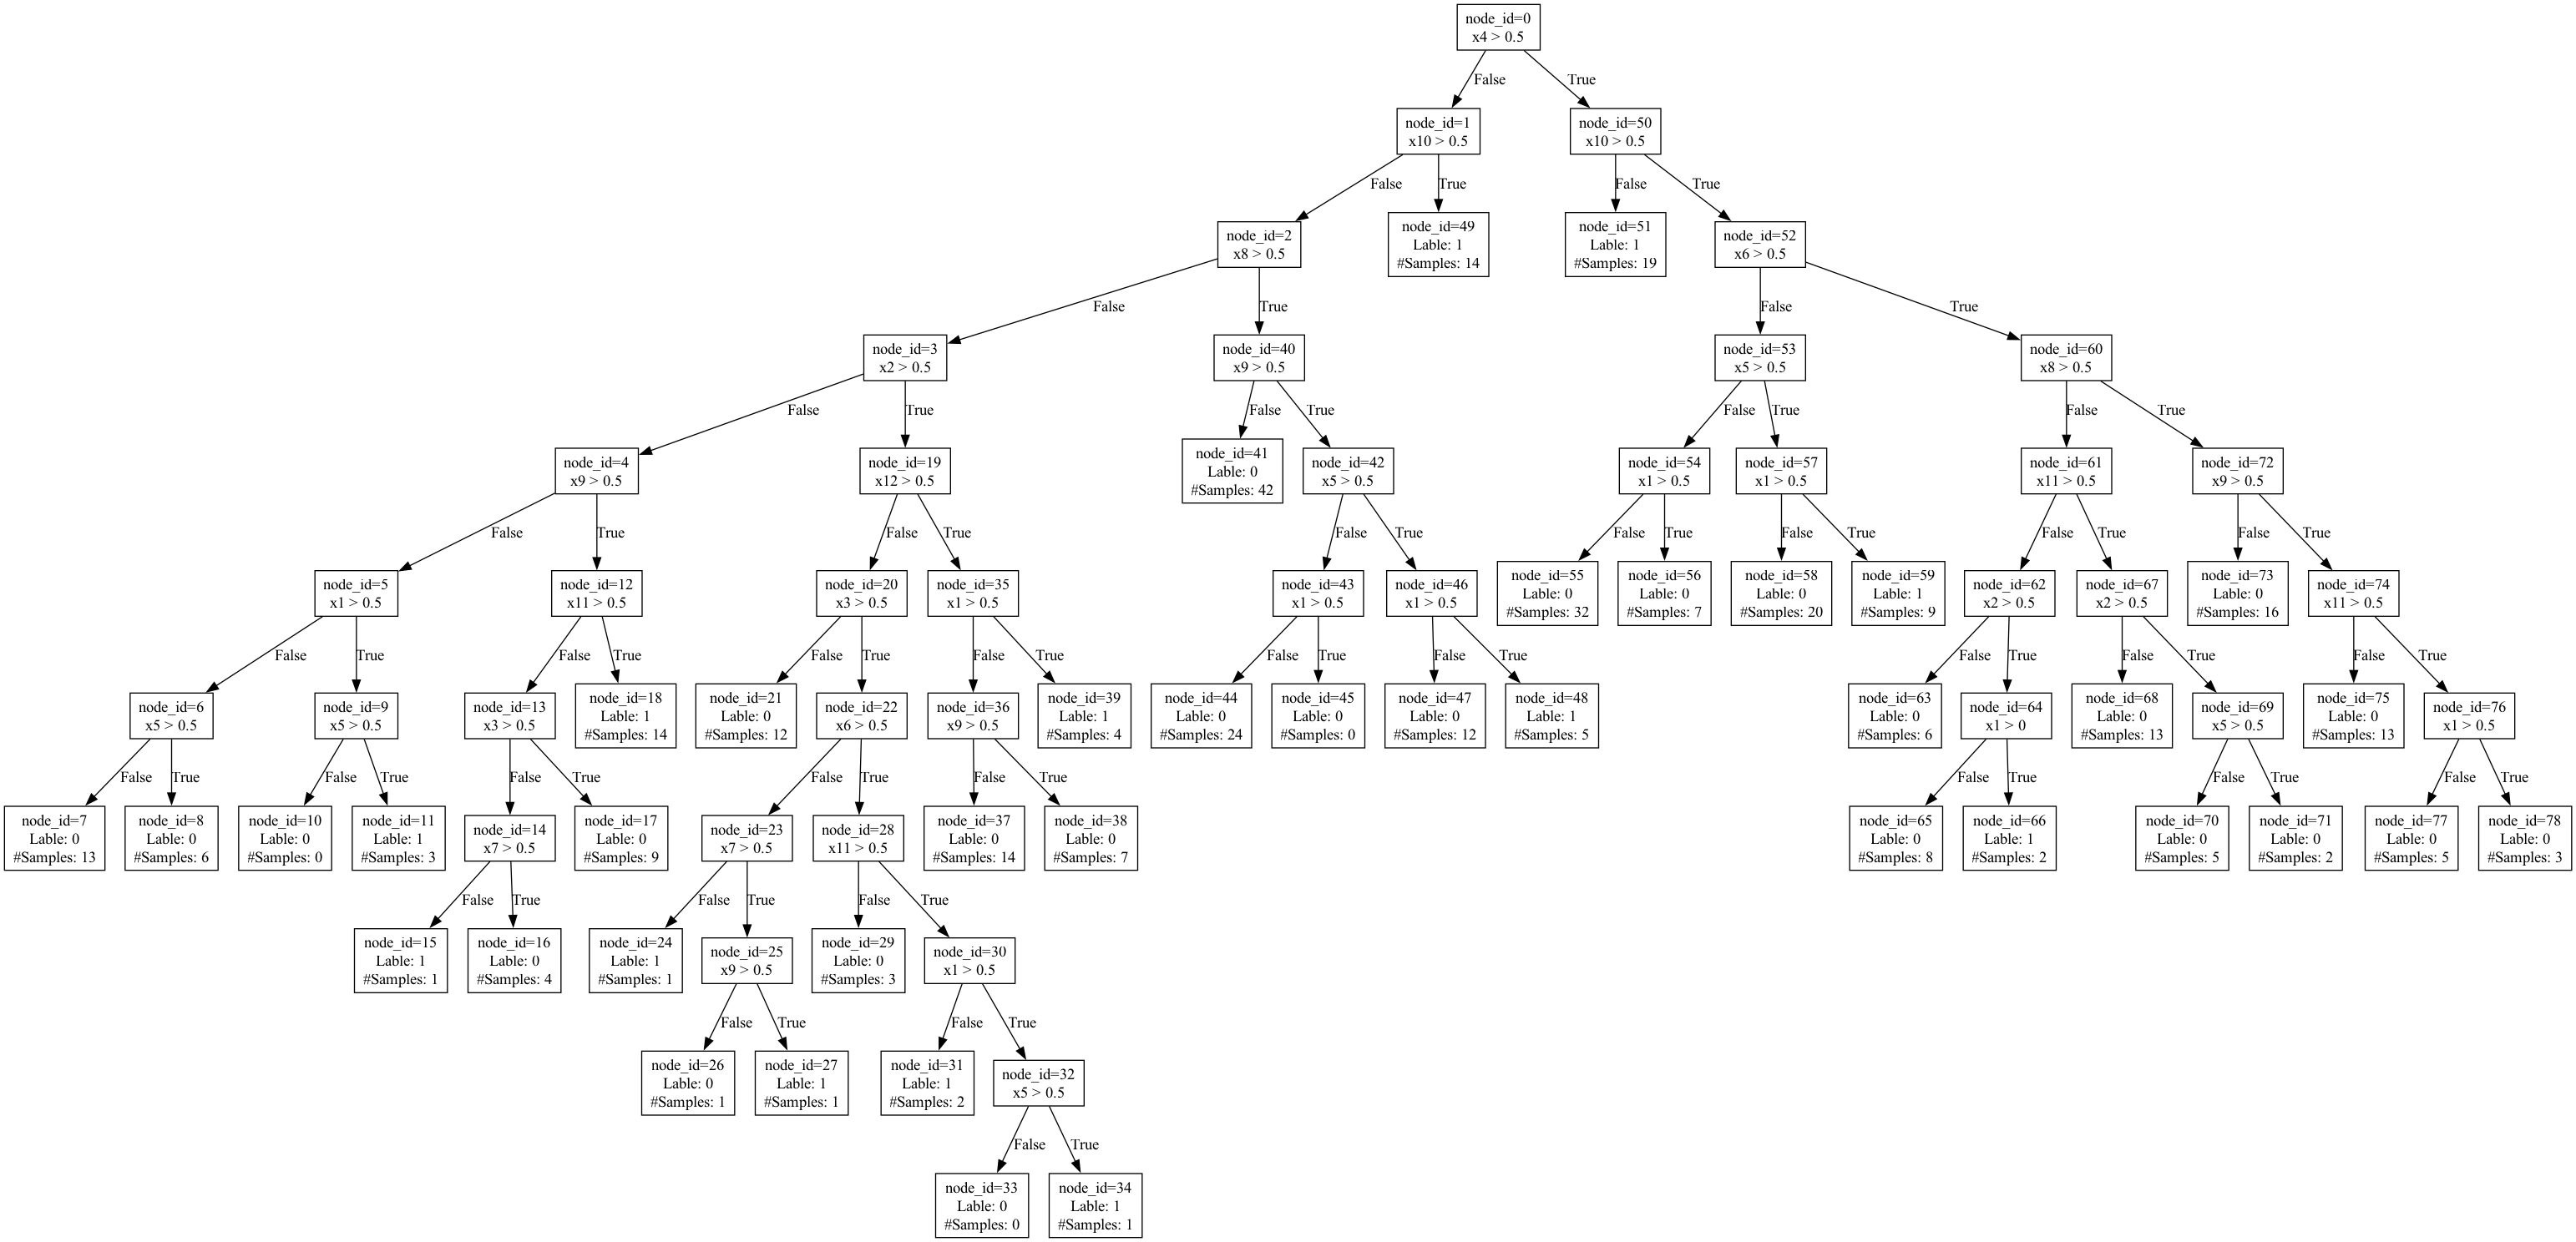 node_id=0
x4 > 0.5
False
True
node_id=1
x10 > 0.5
node_id=50
x10 > 0.5
False
True
False
True
node_id=2
x8 > 0.5
node_id=49
Lable: 1
#Samples: 14
node_id=51
Lable: 1
#Samples: 19
node_id=52
x6 > 0.5
False
True
False
True
node_id=3
x2 > 0.5
node_id=40
x9 > 0.5
node_id=53
x5 > 0.5
node_id=60
x8 > 0.5
False
True
False
True
False
True
False
True
node_id=4
x9 > 0.5
node_id=19
x12 > 0.5
node_id=41
Lable: 0
#Samples: 42
node_id=42
x5 > 0.5
node_id=54
x1 > 0.5
node_id=57
x1 > 0.5
node_id=61
x11 > 0.5
node_id=72
x9 > 0.5
False
True
False
True
False
True
False
True
False
True
False
True
False
True
node_id=5
x1 > 0.5
node_id=12
x11 > 0.5
node_id=20
x3 > 0.5
node_id=35
x1 > 0.5
node_id=43
x1 > 0.5
node_id=46
x1 > 0.5
node_id=55
Lable: 0
#Samples: 32
node_id=56
Lable: 0
#Samples: 7
node_id=58
Lable: 0
#Samples: 20
node_id=59
Lable: 1
#Samples: 9
node_id=62
x2 > 0.5
node_id=67
x2 > 0.5
node_id=73
Lable: 0
#Samples: 16
node_id=74
x11 > 0.5
False
True
False
True
False
True
False
True
False
True
False
True
False
True
False
True
False
True
node_id=6
x5 > 0.5
node_id=9
x5 > 0.5
node_id=13
x3 > 0.5
node_id=18
Lable: 1
#Samples: 14
node_id=21
Lable: 0
#Samples: 12
node_id=22
x6 > 0.5
node_id=36
x9 > 0.5
node_id=39
Lable: 1
#Samples: 4
node_id=44
Lable: 0
#Samples: 24
node_id=45
Lable: 0
#Samples: 0
node_id=47
Lable: 0
#Samples: 12
node_id=48
Lable: 1
#Samples: 5
node_id=63
Lable: 0
#Samples: 6
node_id=64
x1 > 0
node_id=68
Lable: 0
#Samples: 13
node_id=69
x5 > 0.5
node_id=75
Lable: 0
#Samples: 13
node_id=76
x1 > 0.5
False
True
False
True
False
True
False
True
False
True
False
True
False
True
False
True
node_id=7
Lable: 0
#Samples: 13
node_id=8
Lable: 0
#Samples: 6
node_id=10
Lable: 0
#Samples: 0
node_id=11
Lable: 1
#Samples: 3
node_id=14
x7 > 0.5
node_id=17
Lable: 0
#Samples: 9
node_id=23
x7 > 0.5
node_id=28
x11 > 0.5
node_id=37
Lable: 0
#Samples: 14
node_id=38
Lable: 0
#Samples: 7
node_id=65
Lable: 0
#Samples: 8
node_id=66
Lable: 1
#Samples: 2
node_id=70
Lable: 0
#Samples: 5
node_id=71
Lable: 0
#Samples: 2
node_id=77
Lable: 0
#Samples: 5
node_id=78
Lable: 0
#Samples: 3
False
True
False
True
False
True
node_id=15
Lable: 1
#Samples: 1
node_id=16
Lable: 0
#Samples: 4
node_id=24
Lable: 1
#Samples: 1
node_id=25
x9 > 0.5
node_id=29
Lable: 0
#Samples: 3
node_id=30
x1 > 0.5
False
True
False
True
node_id=26
Lable: 0
#Samples: 1
node_id=27
Lable: 1
#Samples: 1
node_id=31
Lable: 1
#Samples: 2
node_id=32
x5 > 0.5
False
True
node_id=33
Lable: 0
#Samples: 0
node_id=34
Lable: 1
#Samples: 1